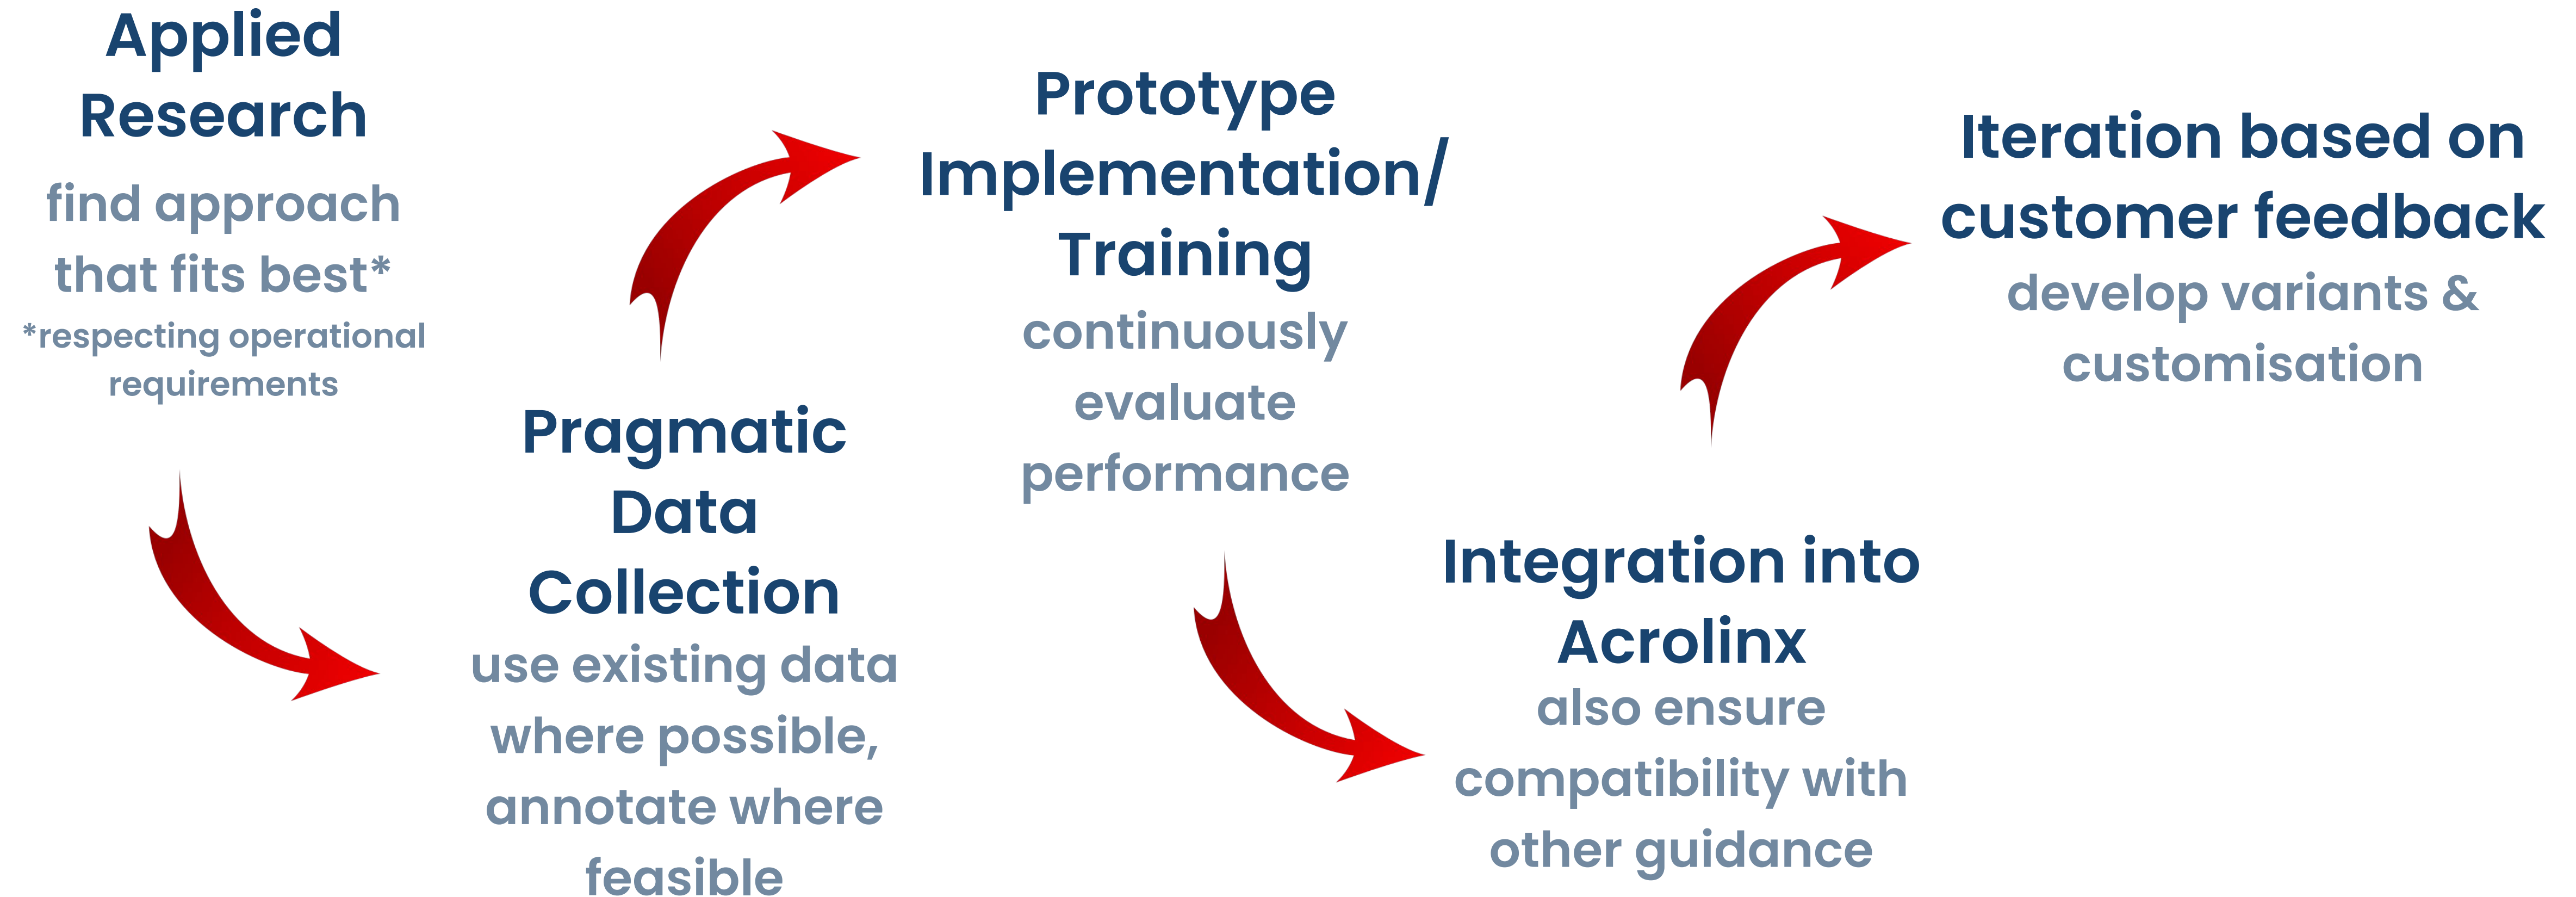 Applied
Research
find approach
that fits best*
*respecting operational
requirements
Pragmatic
Data
Collection
use existing data
where possible,
annotate where
feasible
Prototype
Implementation/
Training
continuously
evaluate
performance
Integration into
Acrolinx
also ensure
compatibility with
other guidance
Iteration based on
customer feedback
develop variants &
customisation